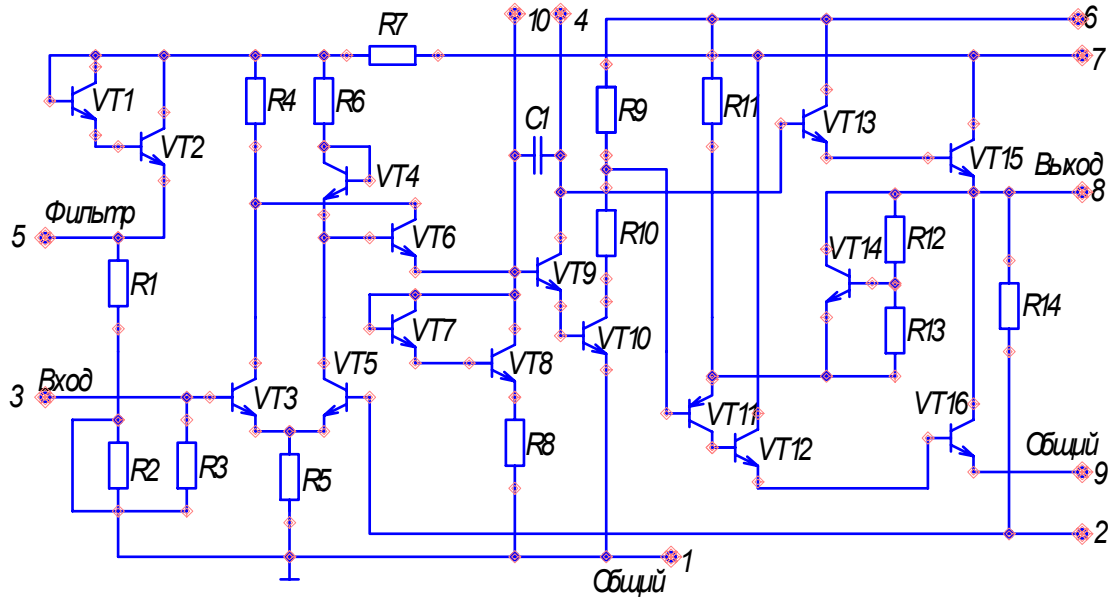 R7
10
4
6
7
VT1
VT2
R4
R6
R9
R11
VT13
C1
VT4
VT15
Выход
8
Фильтр
5
R1
VT6
R10
VT14
R12
VT9
VT7
VT10
R13
R14
VT5
VT8
3
Вход
VT3
VT11
VT16
VT12
Общий
9
R2
R3
R5
R8
2
1
Общий